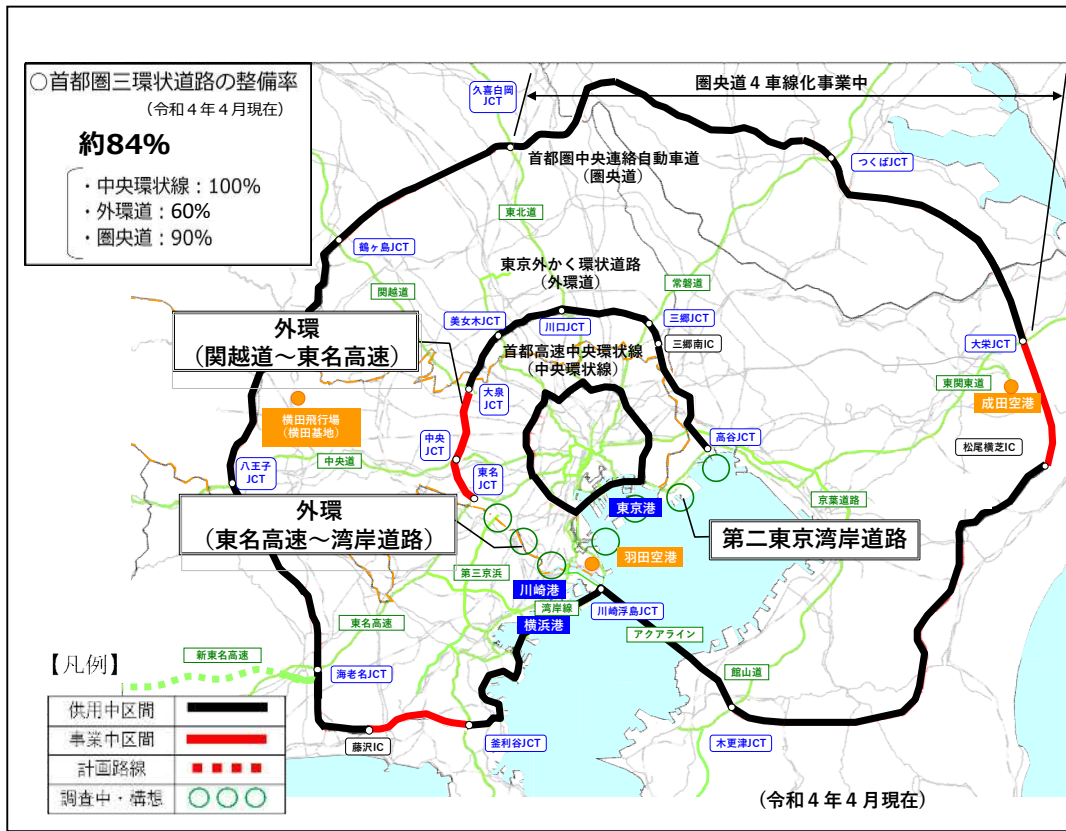 ○首都圏三環状道路の整備率
（令和４年４月現在）
約84%
・中央環状線：100%
・外環道：60%
・圏央道：90%
久喜白岡
JCT
圏央道４車線化事業中
首都圏中央連絡自動車道
（圏央道）
つくばJCT
東北道
鶴ヶ島JCT
関越道
東京外かく環状道路
（外環道）
常磐道
外環
（関越道～東名高速）
美女木JCT
川口JCT
三郷JCT
三郷南IC
首都高速中央環状線
（中央環状線）
大栄JCT
東関東道
成田空港
大泉
JCT
横田飛行場
（横田基地）
中央
JCT
高谷JCT
松尾横芝IC
八王子
JCT
中央道
東名
JCT
京葉道路
外環
（東名高速～湾岸道路）
東京港
第二東京湾岸道路
羽田空港
第三京浜
川崎港
湾岸線
川崎浮島JCT
横浜港
東名高速
アクアライン
新東名高速
海老名JCT
館山道
【凡例】
供用中区間
事業中区間
計画路線
調査中・構想
藤沢IC
釜利谷JCT
木更津JCT
（令和４年４月現在）